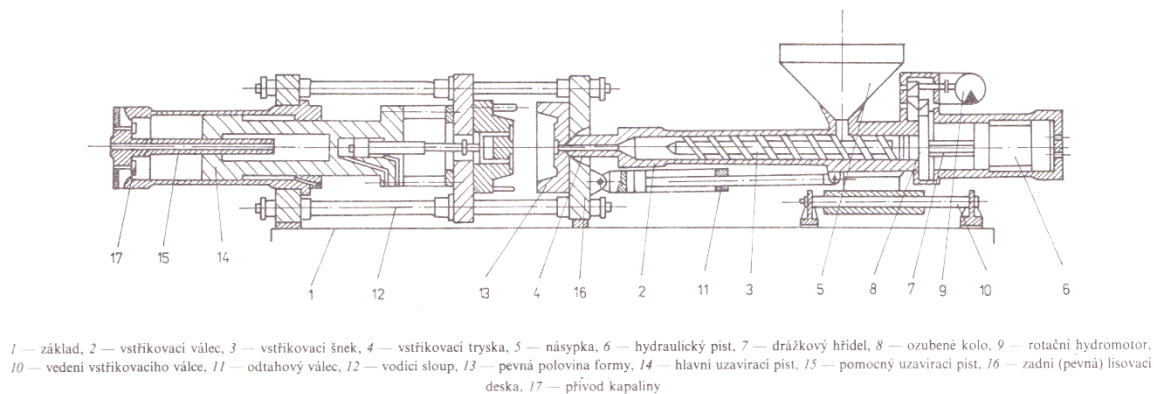 17 15 14 1 12 13 4 16 2 11 3 5 8 7 9 10 6
1 — základ, 2 — vstřikovací válec, 3 — vstřikovací šnek, 4 — vstřikovací tryska, 5 — násypka, 6 — hydraulický píst, 7 — drážkový hřídel, 8 — ozubené kolo, 9 — rotační hydromotor,
10 — vedení vstřikovacího válce, 11 — odtahový válec, 12 — vodící sloup, 13 — pevná polovina formy, 14 — hlavní uzavírací píst, 15 — pomocný uzavírací píst, 16 — zadní (pevná) lisovací
deska, 17 — přívod kapaliny